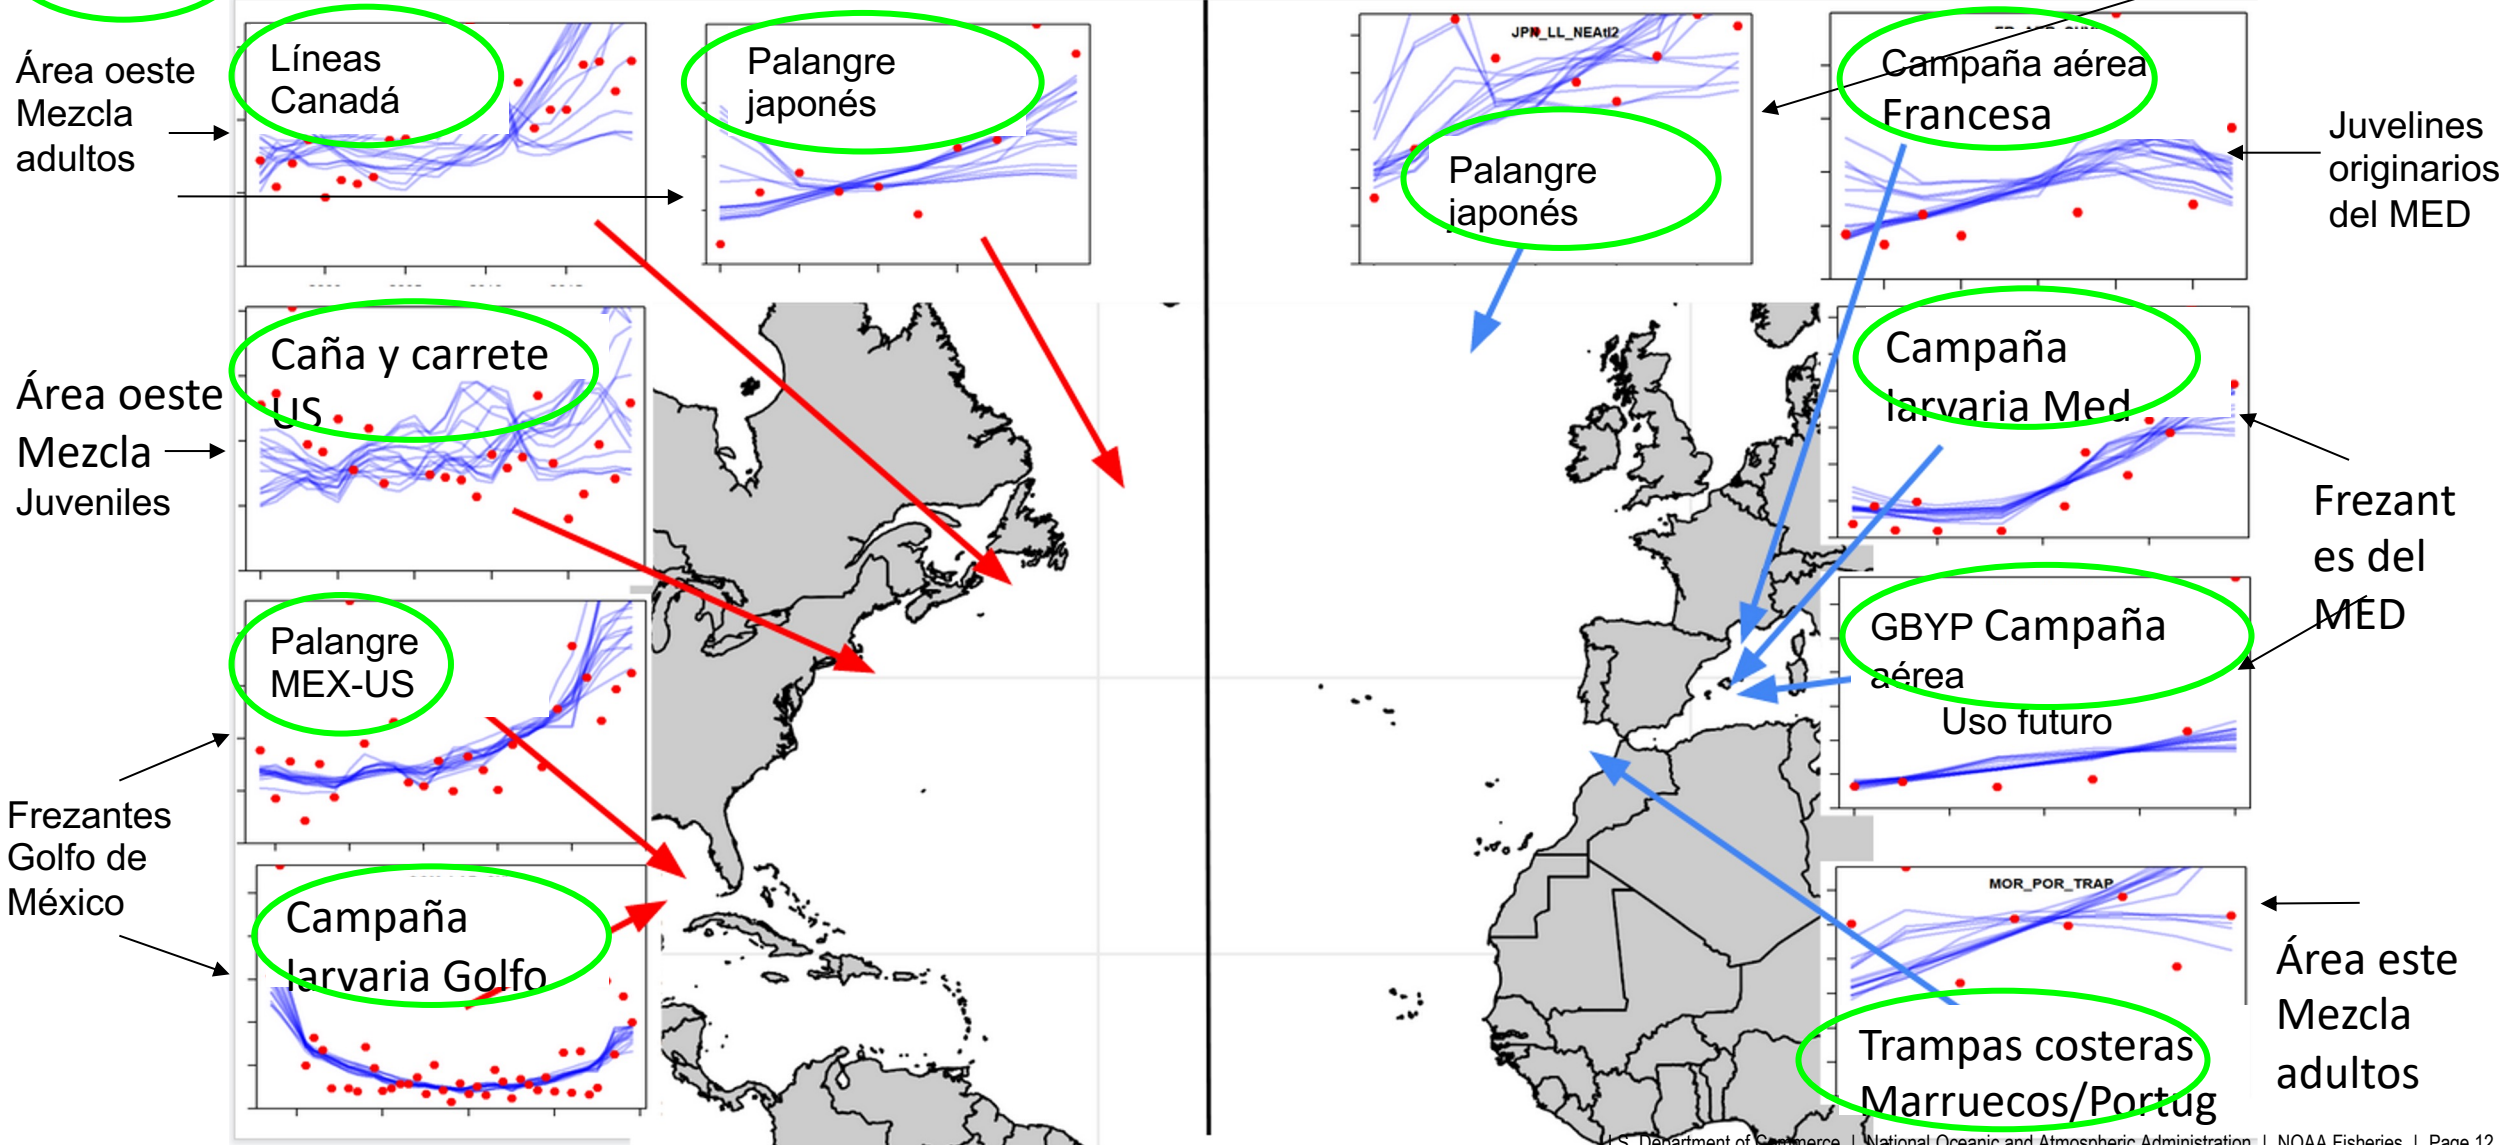 Área oeste
Mezcla
adultos
Líneas
Canadá
Palangre
japonés
JPN_LL_NEAtl2
Palangre
japonés
Campaña aérea
Francesa
Juvelines
originarios
del MED
Área oeste
Mezcla
Juveniles
Caña y carrete
US
Campaña
larvaria Med
Frezant
es del
MED
Palangre
MEX-US
GBYP Campaña
aérea
Uso futuro
Frezantes
Golfo de
México
Campaña
larvaria Golfo
MOR_POR_TRAP
Trampas costeras
Marruecos/Portug
Área este
Mezcla
adultos
U.S. Department of Commerce | National Oceanic and Atmospheric Administration | NOAA Fisheries | Page 12